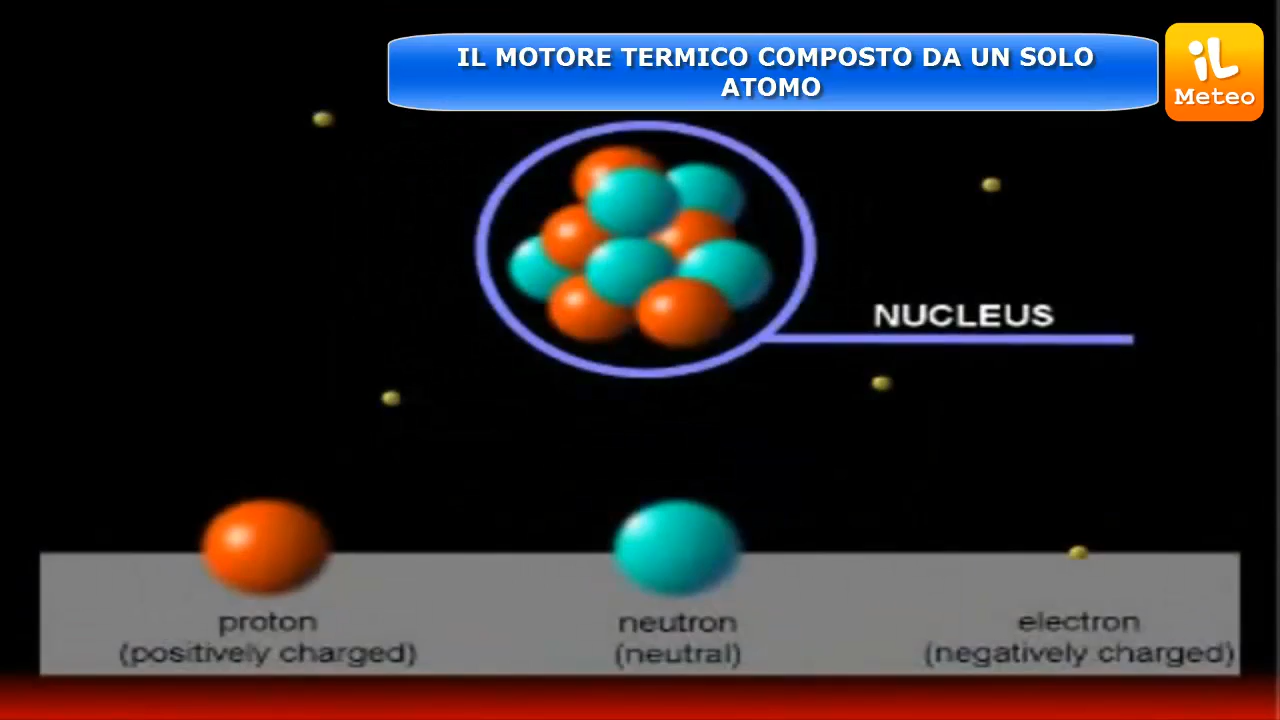 IL MOTORE TERMICO COMPOSTO DA UN SOLO
ATOMO
iL
Meteo
NUCLEUS
proton
(positively charged)
neutron
(neutral)
electron
(negatively charged)